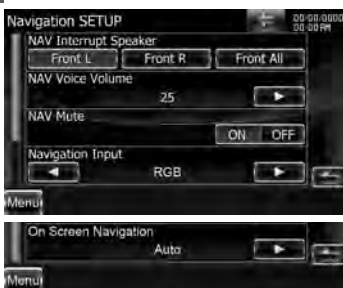 Navigation SETUP
00/00/0000
00:00 PM
NAV Interrupt Speaker
Front L Front R Front All
NAV Voice Volume
25
NAV Mute
ON OFF
Navigation Input
RGB
Menu
On Screen Navigation
Auto
Menu